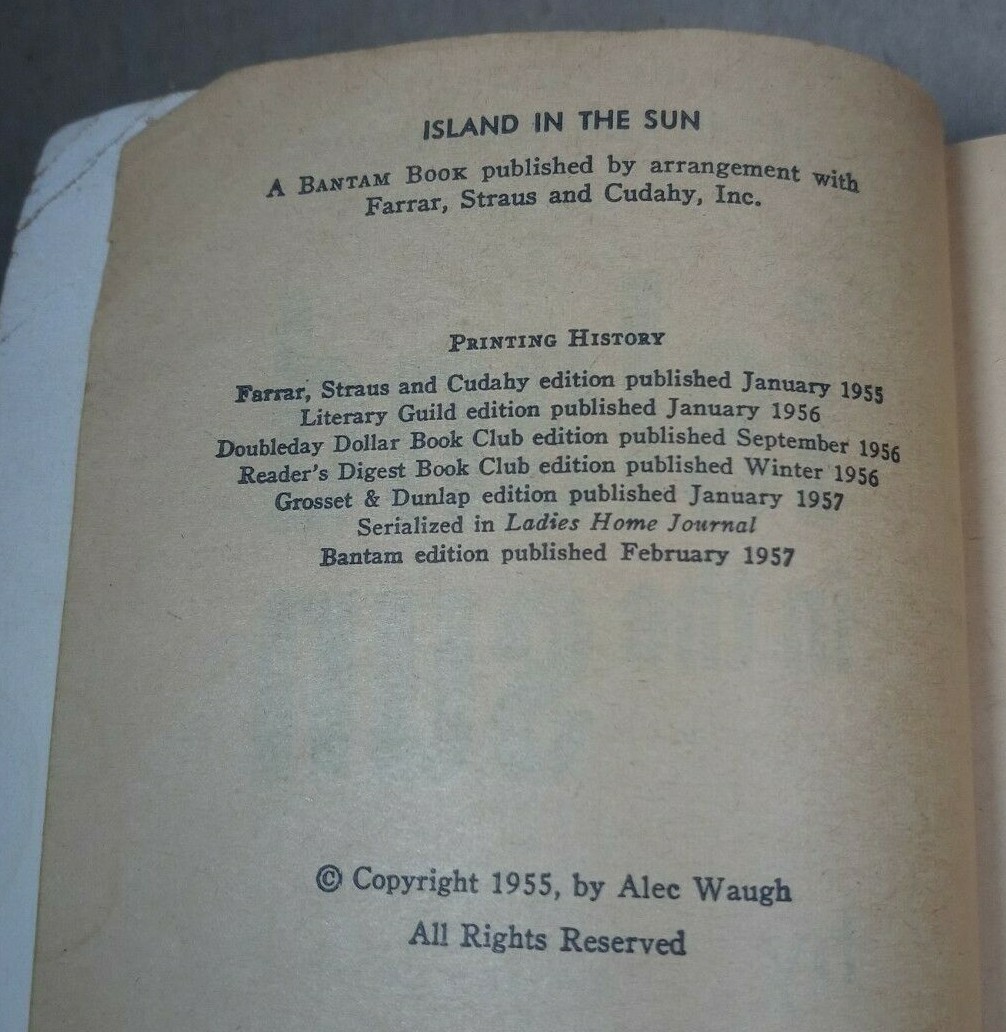 ISLAND IN THE SUN
A BANTAM BOOK published by arrangement with
Farrar, Straus and Cudahy, Inc.
PRINTING HISTORY
Farrar, Straus and Cudahy edition published January 1955
Literary Guild edition published January 1956
Doubleday Dollar Book Club edition published September 1956
Reader's Digest Book Club edition published Winter 1956
Grosset & Dunlap edition published January 1957
Serialized in Ladies Home Journal
Bantam edition published February 1957
© Copyright 1955, by Alec Waugh
All Rights Reserved